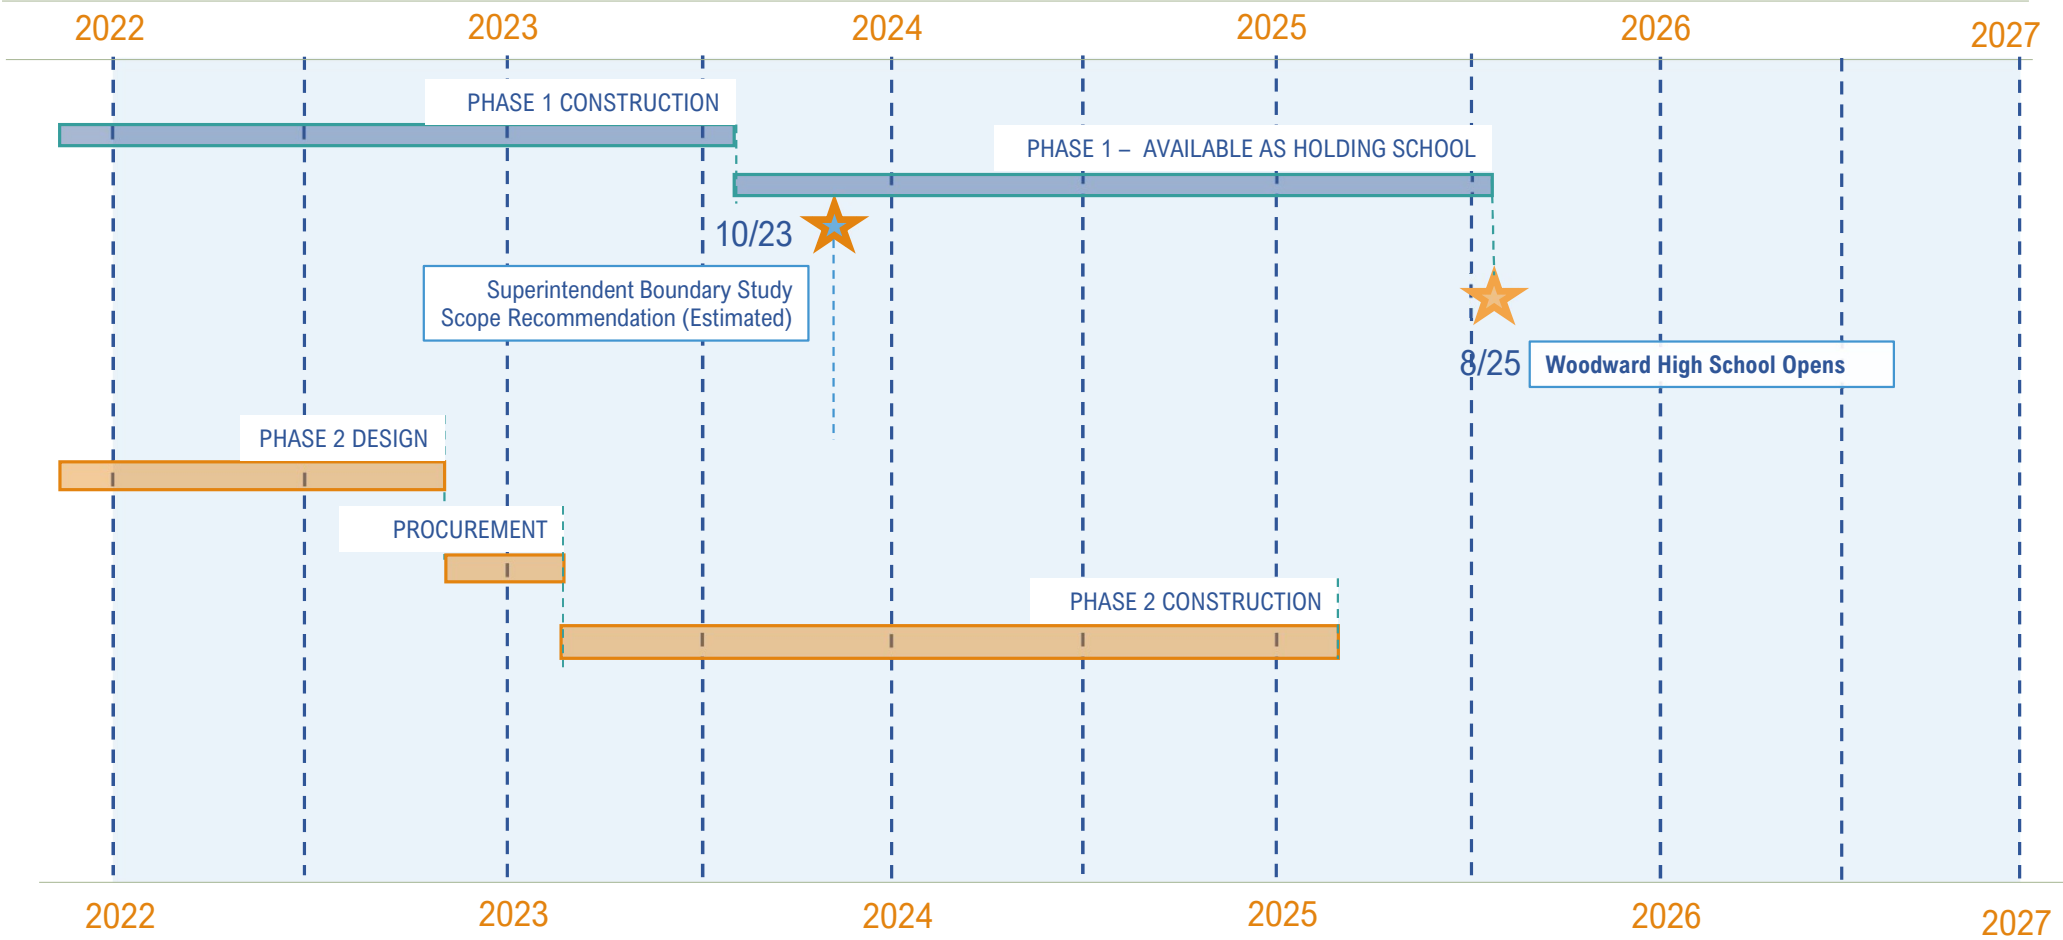 2022 2023 2024 2025 2026 2027
PHASE 1 CONSTRUCTION
PHASE 1 – AVAILABLE AS HOLDING SCHOOL
10/23
Superintendent Boundary Study
Scope Recommendation (Estimated)
8/25
Woodward High School Opens
PHASE 2 DESIGN
PROCUREMENT
PHASE 2 CONSTRUCTION
2022 2023 2024 2025 2026 2027